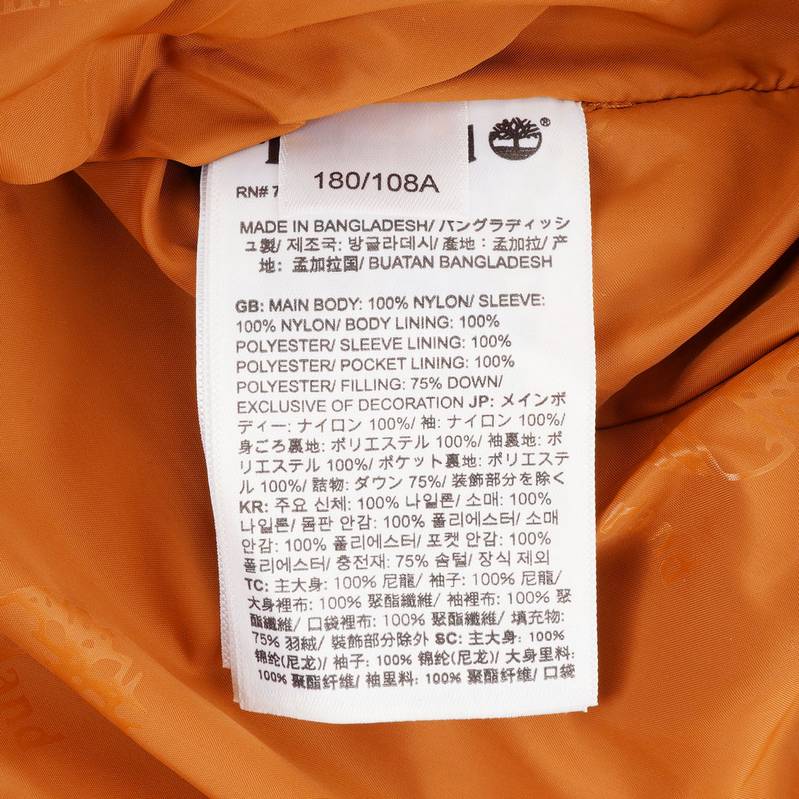 180/108A
RN# 7
MADE IN BANGLADESH/ バングラディッシ
ュ製/ 제조국: 방글라데시/ 產地：孟加拉/ 产
地：孟加拉国/ BUATAN BANGLADESH
GB: MAIN BODY: 100% NYLON/ SLEEVE:
100% NYLON/ BODY LINING: 100%
POLYESTER/ SLEEVE LINING: 100%
POLYESTER/ POCKET LINING: 100%
POLYESTER/ FILLING: 75% DOWN/
EXCLUSIVE OF DECORATION JP: メインボ
ディー: ナイロン 100%/ 袖: ナイロン 100%/
身ごろ裏地: ポリエステル 100%/ 袖裏地: ポ
リエステル 100%/ ポケット裏地: ポリエステ
ル 100%/ 詰物: ダウン 75%/ 装飾部分を除く
KR: 주요 신체: 100% 나일론/ 소매: 100%
나일론/ 몸판 안감: 100% 폴리에스터/ 소매
안감: 100% 폴리에스터/ 포켓 안감: 100%
폴리에스터/ 충전재: 75% 솜털/ 장식 제외
TC: 主大身: 100% 尼龍/ 袖子: 100% 尼龍/
大身裡布: 100% 聚酯纖維/ 袖裡布: 100% 聚
酯纖維/ 口袋裡布: 100% 聚酯纖維/ 填充物:
75% 羽絨/ 裝飾部分除外 SC: 主大身: 100%
锦纶(尼龙)/ 袖子: 100% 锦纶(尼龙)/ 大身里料:
100% 聚酯纤维/ 袖里料: 100% 聚酯纤维/ 口袋
and